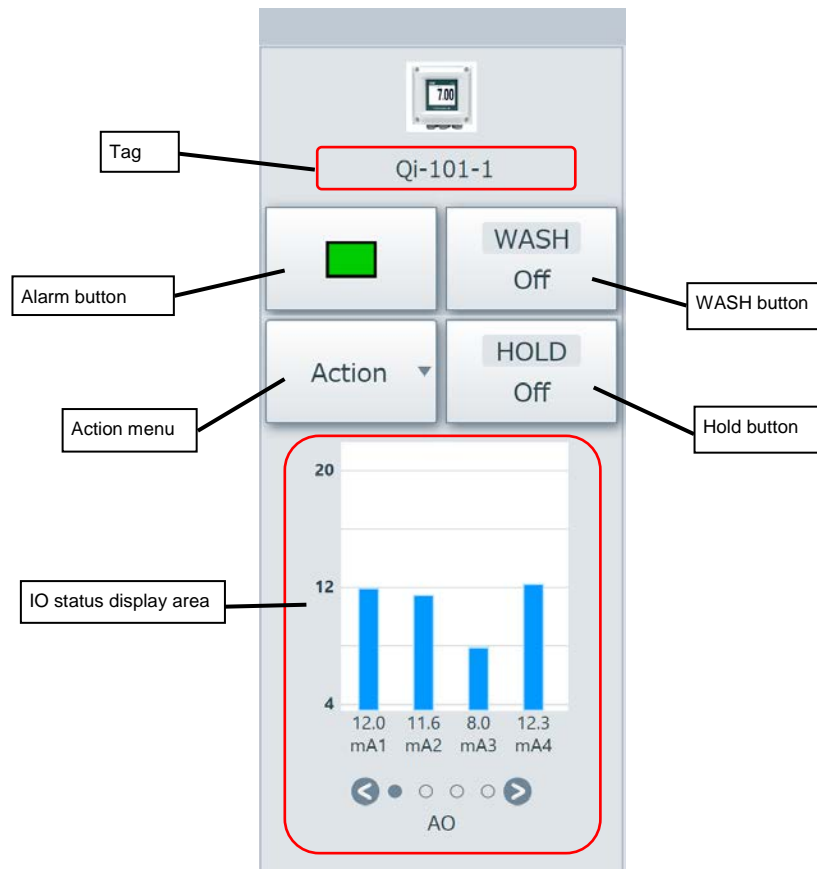 7.00
Tag
Qi-101-1
WASH
Off
Alarm button
WASH button
Action
HOLD
Off
Action menu
Hold button
20
12
4
IO status display area
12.0 11.6 8.0 12.3
mA1 mA2 mA3 mA4
AO